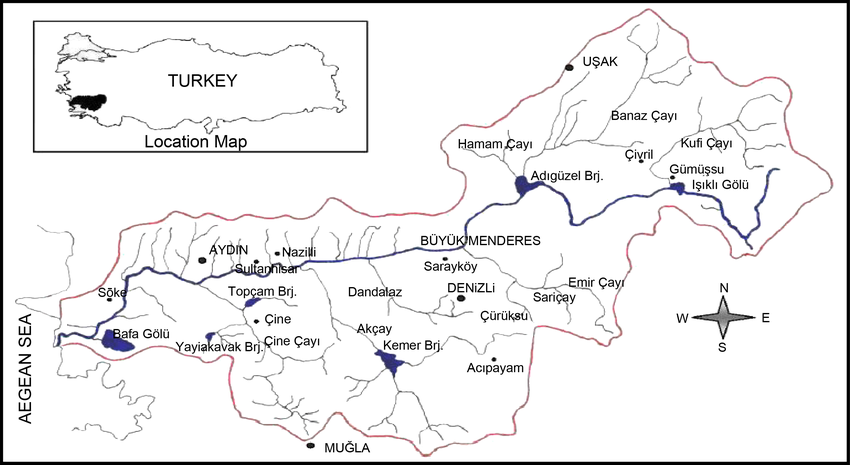 TURKEY
Location Map
UŞAK
Banaz Çayı
Hamam Çayı
Kufi Çayı
Çivril
Gümüşsu
Adıgüzel Brj.
Işıklı Gölü
BÜYÜK MENDERES
AYDIN
Nazilli
Sultanhisar
Sarayköy
Emir Çayı
Söke
Topçam Brj.
Dandalaz
DENİZLİ
Sarıçay
Çürüksu
Çine
Bafa Gölü
Yayiakavak Brj.
Çine Çayı
Akçay
Kemer Brj.
Acıpayam
MUĞLA
AEGEAN SEA
N
W
E
S